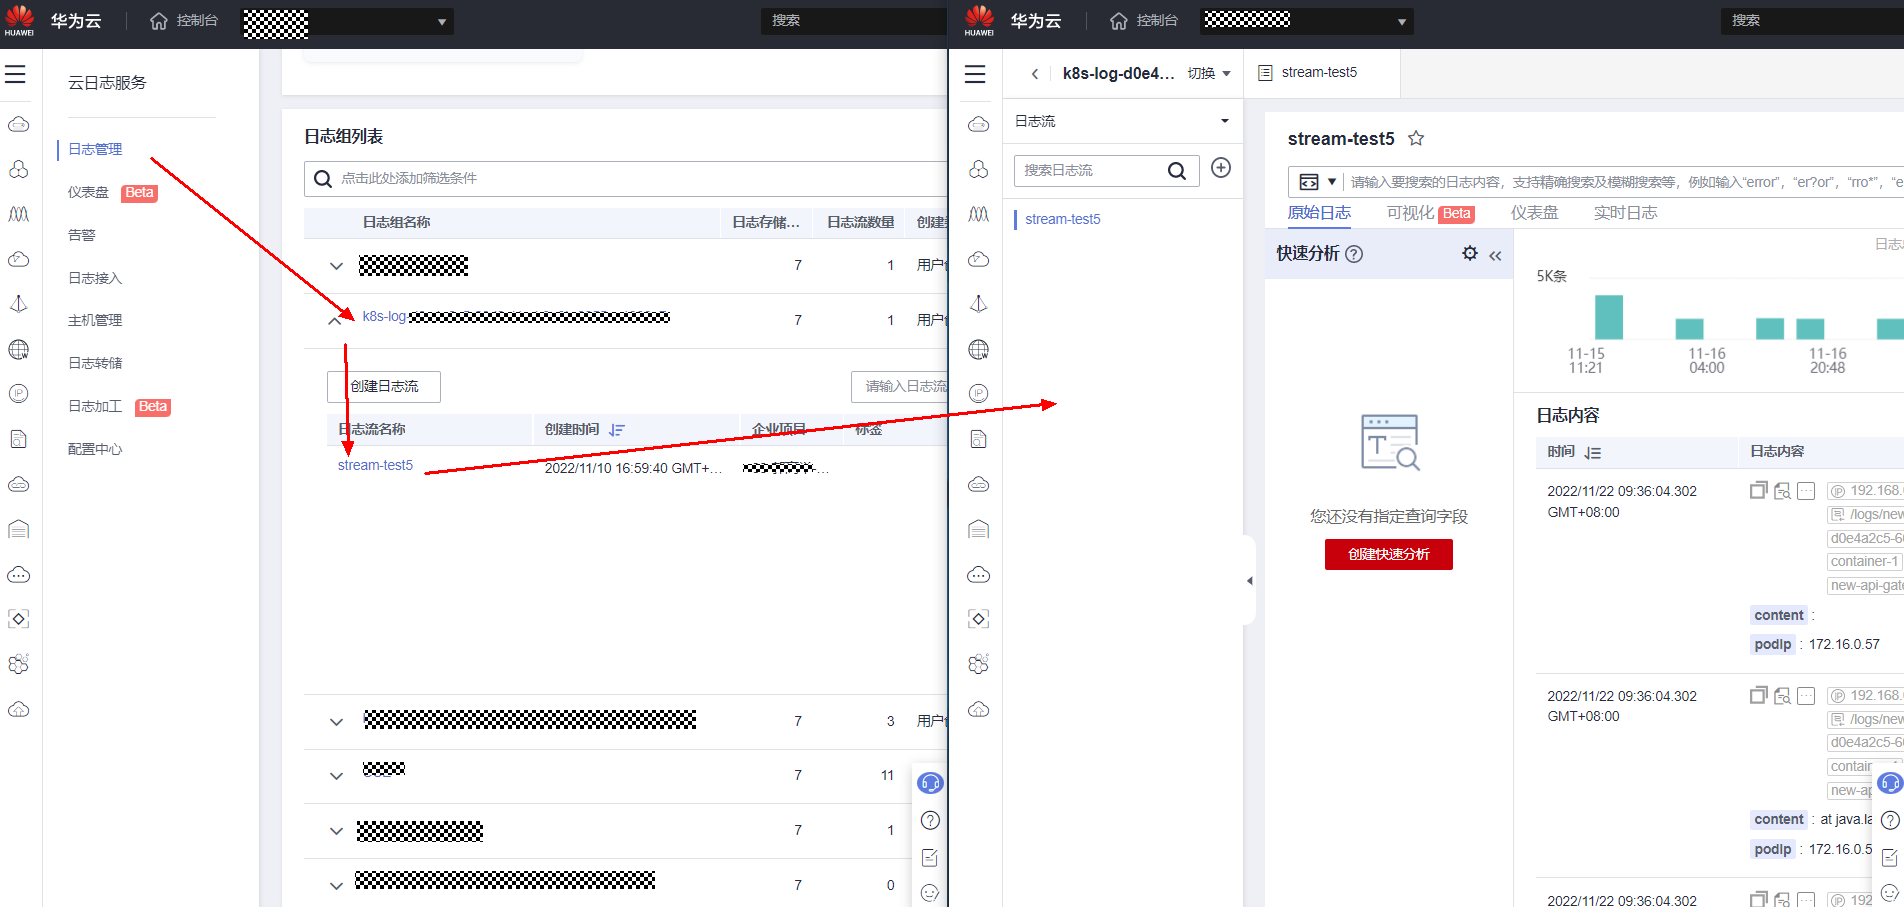 HUAWEI
华为云
控制台
搜索
云日志服务
日志管理
仪表盘 Beta
告警
日志接入
主机管理
日志转储
日志加工 Beta
配置中心
日志组列表
点击此处添加筛选条件
日志组名称 日志存储... 日志流数量
7 1 用户
k8s-log- 7 1 用户
创建日志流
请输入日志流
日志流名称 创建时间 企业项目 标签
stream-test5 2022/11/10 16:59:40 GMT+... ...
7 3 用户
7 11
7 1
7 0
HUAWEI
华为云
控制台
搜索
k8s-log-d0e4... 切换
stream-test5
日志流
搜索日志流
stream-test5
stream-test5
请输入要搜索的日志内容，支持精确搜索及模糊搜索等，例如输入“error”，“er?or”，“rro*”，“e
原始日志 可视化 Beta 仪表盘 实时日志
快速分析
您还没有指定查询字段
创建快速分析
日志
5K条
11-15 11-16 11-16
11:21 04:00 20:48
日志内容
时间 日志内容
2022/11/22 09:36:04.302
GMT+08:00
IP 192.168.
/logs/new
d0e4a2c5-6
container-1
new-api-gate
content :
podIp : 172.16.0.57
2022/11/22 09:36:04.302
GMT+08:00
IP 192.168.
/logs/new
d0e4a2c5-6
contain
new-ap
content : at java.la
podIp : 172.16.0.5
2022/11/22 09:36:04.302
IP 192